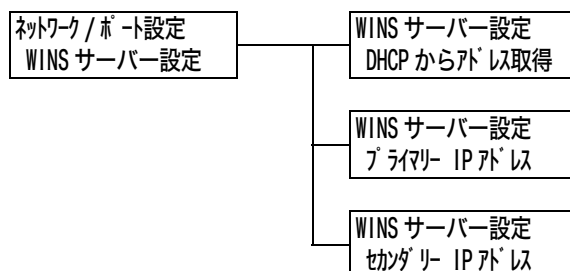 ﾈｯﾄﾜｰｸ / ﾎﾟｰﾄ設定
WINS サーバー設定
WINS サーバー設定
DHCP からｱﾄﾞﾚｽ取得
WINS サーバー設定
ﾌﾟﾗｲﾏﾘｰ IP ｱﾄﾞﾚｽ
WINS サーバー設定
ｾｶﾝﾀﾞﾘｰ IP ｱﾄﾞﾚｽ